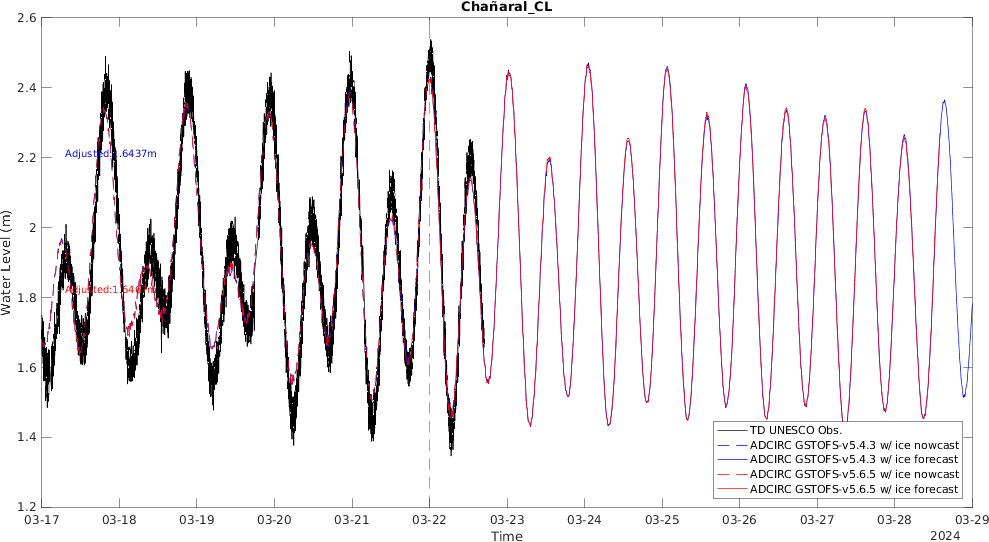 Chañaral_CL
2.6
2.4
2.2
2
1.8
1.6
1.4
1.2
Water Level (m)
Adjusted:1.6437m
03-17
03-18
03-19
03-20
03-21
03-22
03-23
03-24
03-25
03-26
03-27
03-28
03-29
Time
2024
TD UNESCO Obs.
ADCIRC GSTOFS-v5.4.3 w/ ice nowcast
ADCIRC GSTOFS-v5.4.3 w/ ice forecast
ADCIRC GSTOFS-v5.6.5 w/ ice nowcast
ADCIRC GSTOFS-v5.6.5 w/ ice forecast